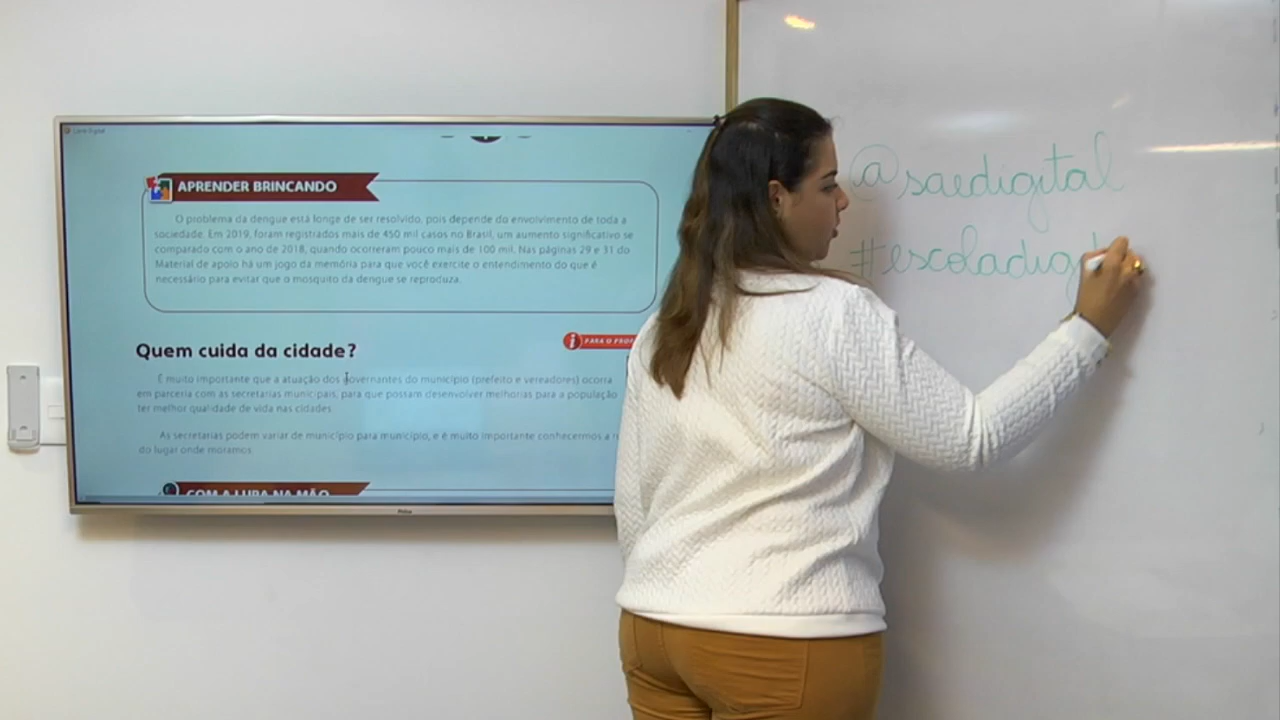 Livro Digital
APRENDER BRINCANDO
O problema da dengue está longe de ser resolvido, pois depende do envolvimento de toda a
sociedade. Em 2019, foram registrados mais de 450 mil casos no Brasil, um aumento significativo se
comparado com o ano de 2018, quando ocorreram pouco mais de 100 mil. Nas páginas 29 e 31 do
Material de apoio há um jogo da memória para que você exercite o entendimento do que é
necessário para evitar que o mosquito da dengue se reproduza.
Quem cuida da cidade?
PARA O PROF
É muito importante que a atuação dos governantes do município (prefeito e vereadores) ocorra
em parceria com as secretarias municipais, para que possam desenvolver melhorias para a população
ter melhor qualidade de vida nas cidades.
As secretarias podem variar de município para município, e é muito importante conhecermos a
do lugar onde moramos.
COM A LUPA NA MÃO
Philco
@saedigital
#escoladigit